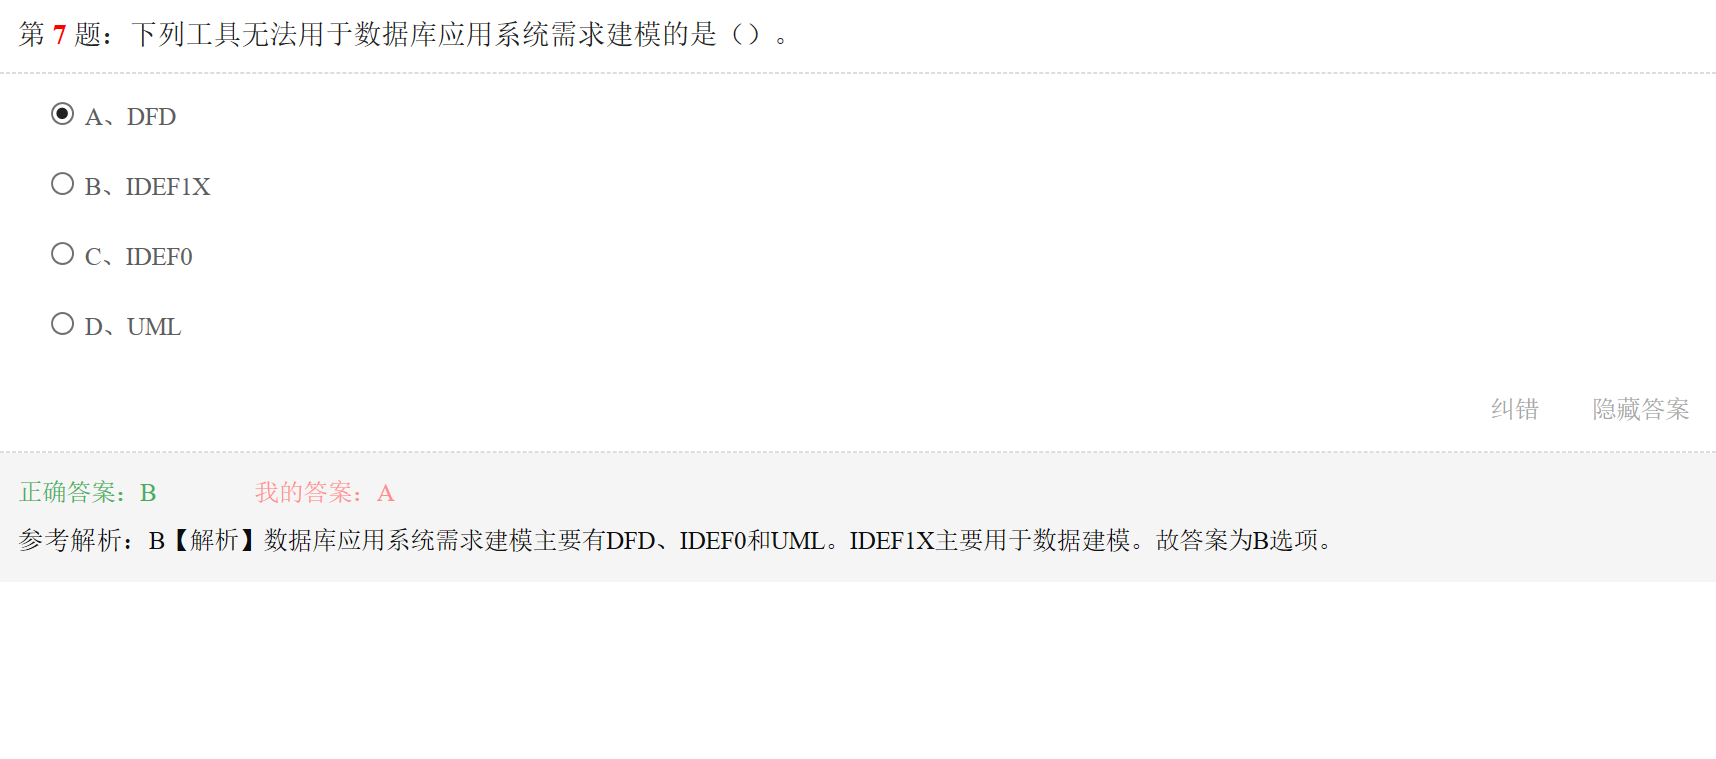 第 7 题：下列工具无法用于数据库应用系统需求建模的是（）。
A、DFD
B、IDEF1X
C、IDEF0
D、UML
纠错 隐藏答案
正确答案：B 我的答案：A
参考解析：B【解析】数据库应用系统需求建模主要有DFD、IDEF0和UML。IDEF1X主要用于数据建模。故答案为B选项。